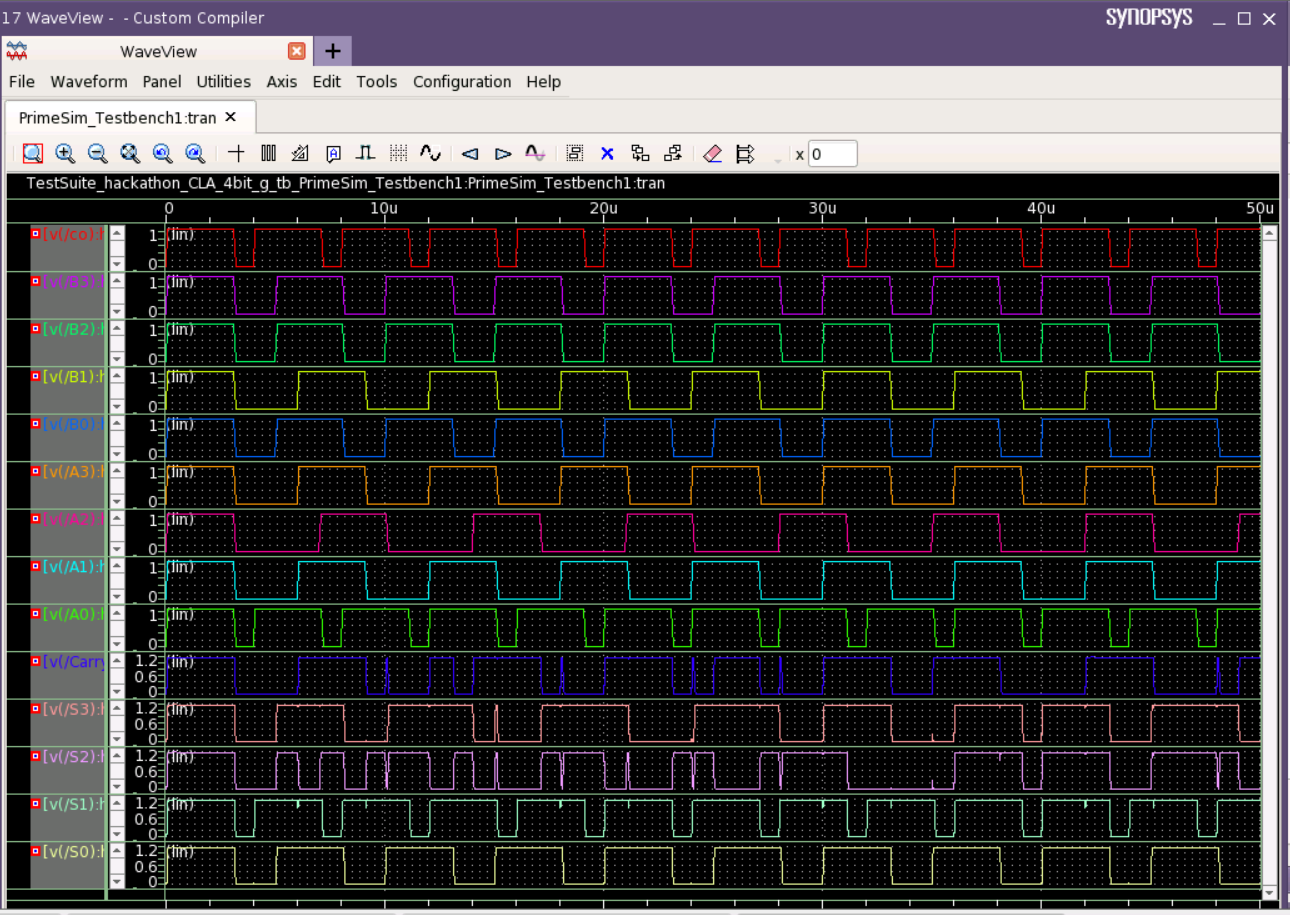 17 WaveView - - Custom Compiler
SYNOPSYS
WaveView
File Waveform Panel Utilities Axis Edit Tools Configuration Help
PrimeSim_Testbench1:tran
x 0
TestSuite_hackathon_CLA_4bit_g_tb_PrimeSim_Testbench1:PrimeSim_Testbench1:tran
0 10u 20u 30u 40u 50u
[v(/co):h 1 (lin)
0
[v(/B3):h 1 (lin)
0
[v(/B2):h 1 (lin)
0
[v(/B1):h 1 (lin)
0
[v(/B0):h 1 (lin)
0
[v(/A3):h 1 (lin)
0
[v(/A2):h 1 (lin)
0
[v(/A1):h 1 (lin)
0
[v(/A0):h 1 (lin)
0
[v(/Carry 1.2 (lin)
0.6
0
[v(/S3):h 1.2 (lin)
0.6
0
[v(/S2):h 1.2 (lin)
0.6
0
[v(/S1):h 1.2 (lin)
0.6
0
[v(/S0):h 1.2 (lin)
0.6
0